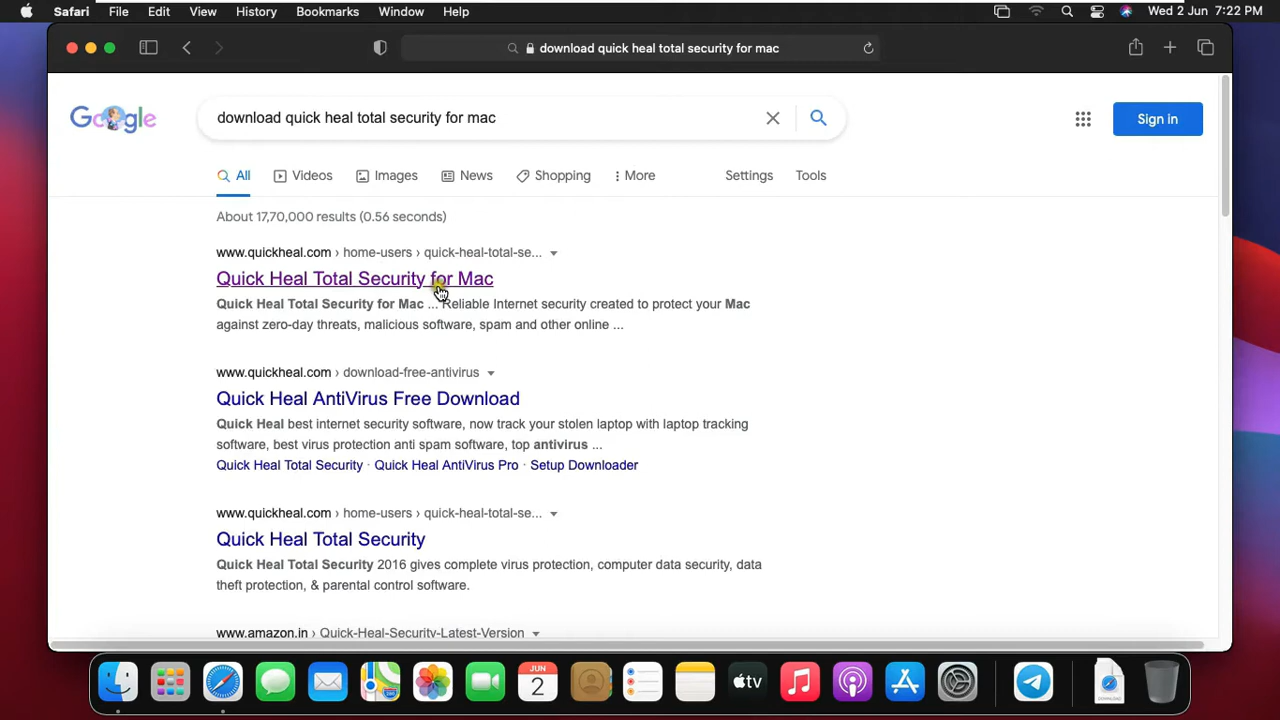 Safari File Edit View History Bookmarks Window Help Wed 2 Jun 7:22 PM
download quick heal total security for mac
Google download quick heal total security for mac Sign in
All Videos Images News Shopping More Settings Tools
About 17,70,000 results (0.56 seconds)
www.quickheal.com › home-users › quick-heal-total-se...
Quick Heal Total Security for Mac
Quick Heal Total Security for Mac ... Reliable Internet security created to protect your Mac
against zero-day threats, malicious software, spam and other online ...
www.quickheal.com › download-free-antivirus
Quick Heal AntiVirus Free Download
Quick Heal best internet security software, now track your stolen laptop with laptop tracking
software, best virus protection anti spam software, top antivirus ...
Quick Heal Total Security · Quick Heal AntiVirus Pro · Setup Downloader
www.quickheal.com › home-users › quick-heal-total-se...
Quick Heal Total Security
Quick Heal Total Security 2016 gives complete virus protection, computer data security, data
theft protection, & parental control software.
www.amazon.in › Quick-Heal-Security-Latest-Version
JUN
2
tv
DOWNLOAD